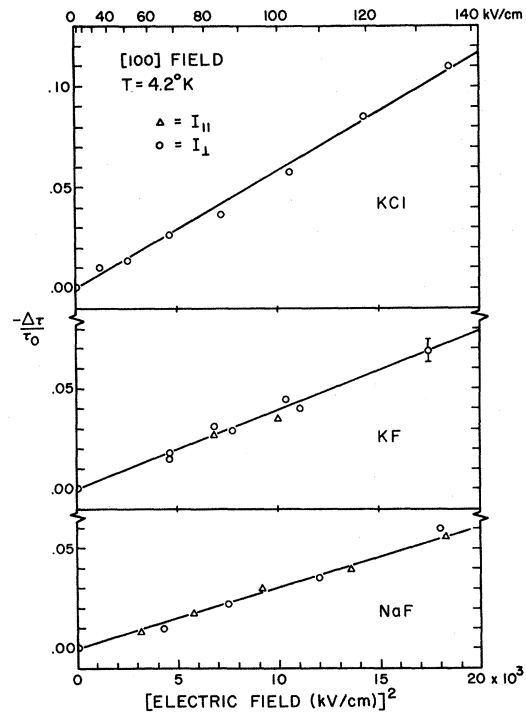 0 40 60 80 100 120 140 kV/cm
[100] FIELD
T = 4.2°K
△ = I||
○ = I⊥
.10
.05
.00
KCl
-Δτ
τ0
.05
.00
KF
.05
.00
NaF
0 5 10 15 20 x 10³
[ELECTRIC FIELD (kV/cm)]²